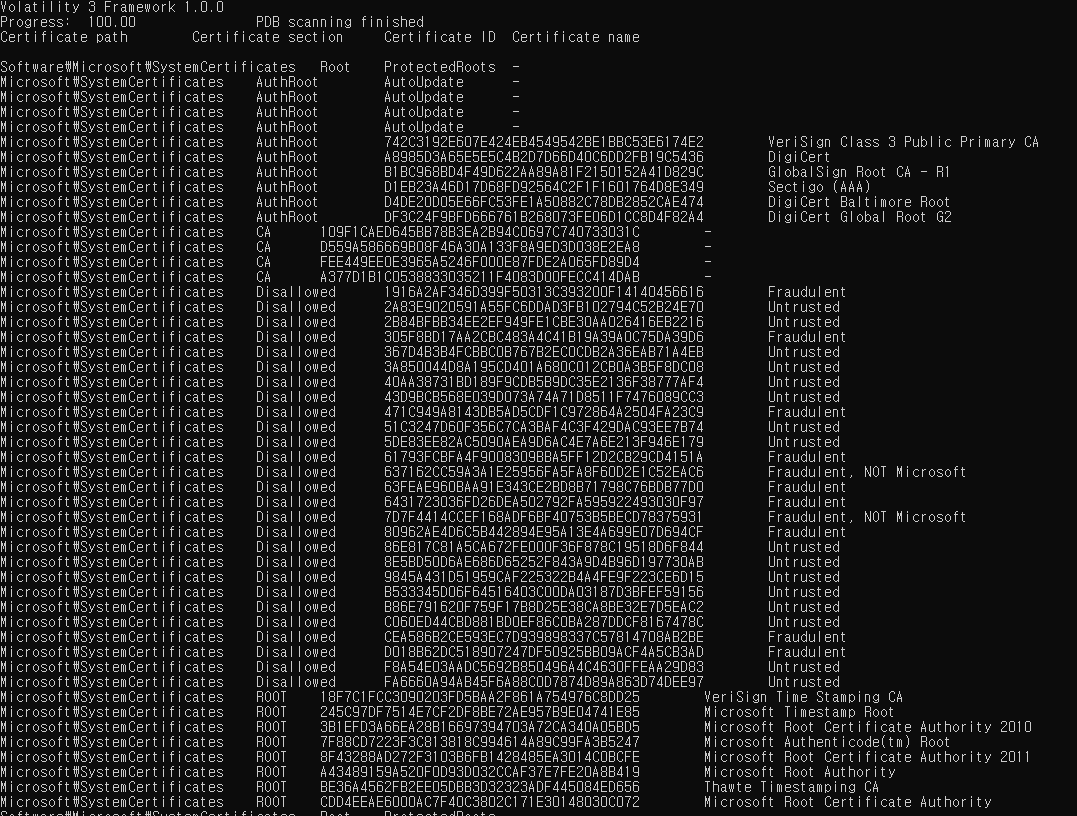 Volatility 3 Framework 1.0.0
Progress:  100.00               PDB scanning finished
Certificate path        Certificate section     Certificate ID  Certificate name
Software₩Microsoft₩SystemCertificates   Root    ProtectedRoots  -
Microsoft₩SystemCertificates    AuthRoot        AutoUpdate      -
Microsoft₩SystemCertificates    AuthRoot        AutoUpdate      -
Microsoft₩SystemCertificates    AuthRoot        AutoUpdate      -
Microsoft₩SystemCertificates    AuthRoot        AutoUpdate      -
Microsoft₩SystemCertificates    AuthRoot        742C3192E607E424EB4549542BE1BBC53E6174E2        VeriSign Class 3 Public Primary CA
Microsoft₩SystemCertificates    AuthRoot        A8985D3A65E5E5C4B2D7D66D40C6DD2FB19C5436        DigiCert
Microsoft₩SystemCertificates    AuthRoot        B1BC968BD4F49D622AA89A81F2150152A41D829C        GlobalSign Root CA - R1
Microsoft₩SystemCertificates    AuthRoot        D1EB23A46D17D68FD92564C2F1F1601764D8E349        Sectigo (AAA)
Microsoft₩SystemCertificates    AuthRoot        D4DE20D05E66FC53FE1A50882C78DB2852CAE474        DigiCert Baltimore Root
Microsoft₩SystemCertificates    AuthRoot        DF3C24F9BFD666761B268073FE06D1CC8D4F82A4        DigiCert Global Root G2
Microsoft₩SystemCertificates    CA      109F1CAED645BB78B3EA2B94C0697C740733031C        -
Microsoft₩SystemCertificates    CA      D559A586669B08F46A30A133F8A9ED3D038E2EA8        -
Microsoft₩SystemCertificates    CA      FEE449EE0E3965A5246F000E87FDE2A065FD89D4        -
Microsoft₩SystemCertificates    CA      A377D1B1C0538833035211F4083D00FECC414DAB        -
Microsoft₩SystemCertificates    Disallowed      1916A2AF346D399F50313C393200F14140456616        Fraudulent
Microsoft₩SystemCertificates    Disallowed      2A83E9020591A55FC6DDAD3FB102794C52B24E70        Untrusted
Microsoft₩SystemCertificates    Disallowed      2B84BFBB34EE2EF949FE1CBE30AA026416EB2216        Untrusted
Microsoft₩SystemCertificates    Disallowed      305F8BD17AA2CBC483A4C41B19A39A0C75DA39D6        Fraudulent
Microsoft₩SystemCertificates    Disallowed      367D4B3B4FCBBC0B767B2EC0CDB2A36EAB71A4EB        Untrusted
Microsoft₩SystemCertificates    Disallowed      3A850044D8A195CD401A680C012CB0A3B5F8DC08        Untrusted
Microsoft₩SystemCertificates    Disallowed      40AA38731BD189F9CDB5B9DC35E2136F38777AF4        Untrusted
Microsoft₩SystemCertificates    Disallowed      43D9BCB568E039D073A74A71D8511F7476089CC3        Untrusted
Microsoft₩SystemCertificates    Disallowed      471C949A8143DB5AD5CDF1C972864A2504FA23C9        Fraudulent
Microsoft₩SystemCertificates    Disallowed      51C3247D60F356C7CA3BAF4C3F429DAC93EE7B74        Untrusted
Microsoft₩SystemCertificates    Disallowed      5DE83EE82AC5090AEA9D6AC4E7A6E213F946E179        Untrusted
Microsoft₩SystemCertificates    Disallowed      61793FCBFA4F9008309BBA5FF12D2CB29CD4151A        Fraudulent
Microsoft₩SystemCertificates    Disallowed      637162CC59A3A1E25956FA5FA8F60D2E1C52EAC6        Fraudulent, NOT Microsoft
Microsoft₩SystemCertificates    Disallowed      63FEAE960BAA91E343CE2BD8B71798C76BDB77D0        Fraudulent
Microsoft₩SystemCertificates    Disallowed      6431723036FD26DEA502792FA595922493030F97        Fraudulent
Microsoft₩SystemCertificates    Disallowed      7D7F4414CCEF168ADF6BF40753B5BECD78375931        Fraudulent, NOT Microsoft
Microsoft₩SystemCertificates    Disallowed      80962AE4D6C5B442894E95A13E4A699E07D694CF        Fraudulent
Microsoft₩SystemCertificates    Disallowed      86E817C81A5CA672FE000F36F878C19518D6F844        Untrusted
Microsoft₩SystemCertificates    Disallowed      8E5BD50D6AE686D65252F843A9D4B96D197730AB        Untrusted
Microsoft₩SystemCertificates    Disallowed      9845A431D51959CAF225322B4A4FE9F223CE6D15        Untrusted
Microsoft₩SystemCertificates    Disallowed      B533345D06F64516403C00DA03187D3BFEF59156        Untrusted
Microsoft₩SystemCertificates    Disallowed      B86E791620F759F17B8D25E38CA8BE32E7D5EAC2        Untrusted
Microsoft₩SystemCertificates    Disallowed      C060ED44CBD881BD0EF86C0BA287DDCF8167478C        Untrusted
Microsoft₩SystemCertificates    Disallowed      CEA586B2CE593EC7D939898337C57814708AB2BE        Fraudulent
Microsoft₩SystemCertificates    Disallowed      D018B62DC518907247DF50925BB09ACF4A5CB3AD        Fraudulent
Microsoft₩SystemCertificates    Disallowed      F8A54E03AADC5692B850496A4C4630FFEAA29D83        Untrusted
Microsoft₩SystemCertificates    Disallowed      FA6660A94AB45F6A88C0D7874D89A863D74DEE97        Untrusted
Microsoft₩SystemCertificates    ROOT    18F7C1FCC3090203FD5BAA2F861A754976C8DD25        VeriSign Time Stamping CA
Microsoft₩SystemCertificates    ROOT    245C97DF7514E7CF2DF8BE72AE957B9E04741E85        Microsoft Timestamp Root
Microsoft₩SystemCertificates    ROOT    3B1EFD3A66EA28B16697394703A72CA340A05BD5        Microsoft Root Certificate Authority 2010
Microsoft₩SystemCertificates    ROOT    7F88CD7223F3C813818C994614A89C99FA3B5247        Microsoft Authenticode(tm) Root
Microsoft₩SystemCertificates    ROOT    8F43288AD272F3103B6FB1428485EA3014C0BCFE        Microsoft Root Certificate Authority 2011
Microsoft₩SystemCertificates    ROOT    A43489159A520F0D93D032CCAF37E7FE20A8B419        Microsoft Root Authority
Microsoft₩SystemCertificates    ROOT    BE36A4562FB2EE05DBB3D32323ADF445084ED656        Thawte Timestamping CA
Microsoft₩SystemCertificates    ROOT    CDD4EEAE6000AC7F40C3802C171E30148030C072        Microsoft Root Certificate Authority
Software₩Microsoft₩SystemCertificates   Root    ProtectedRoots  -